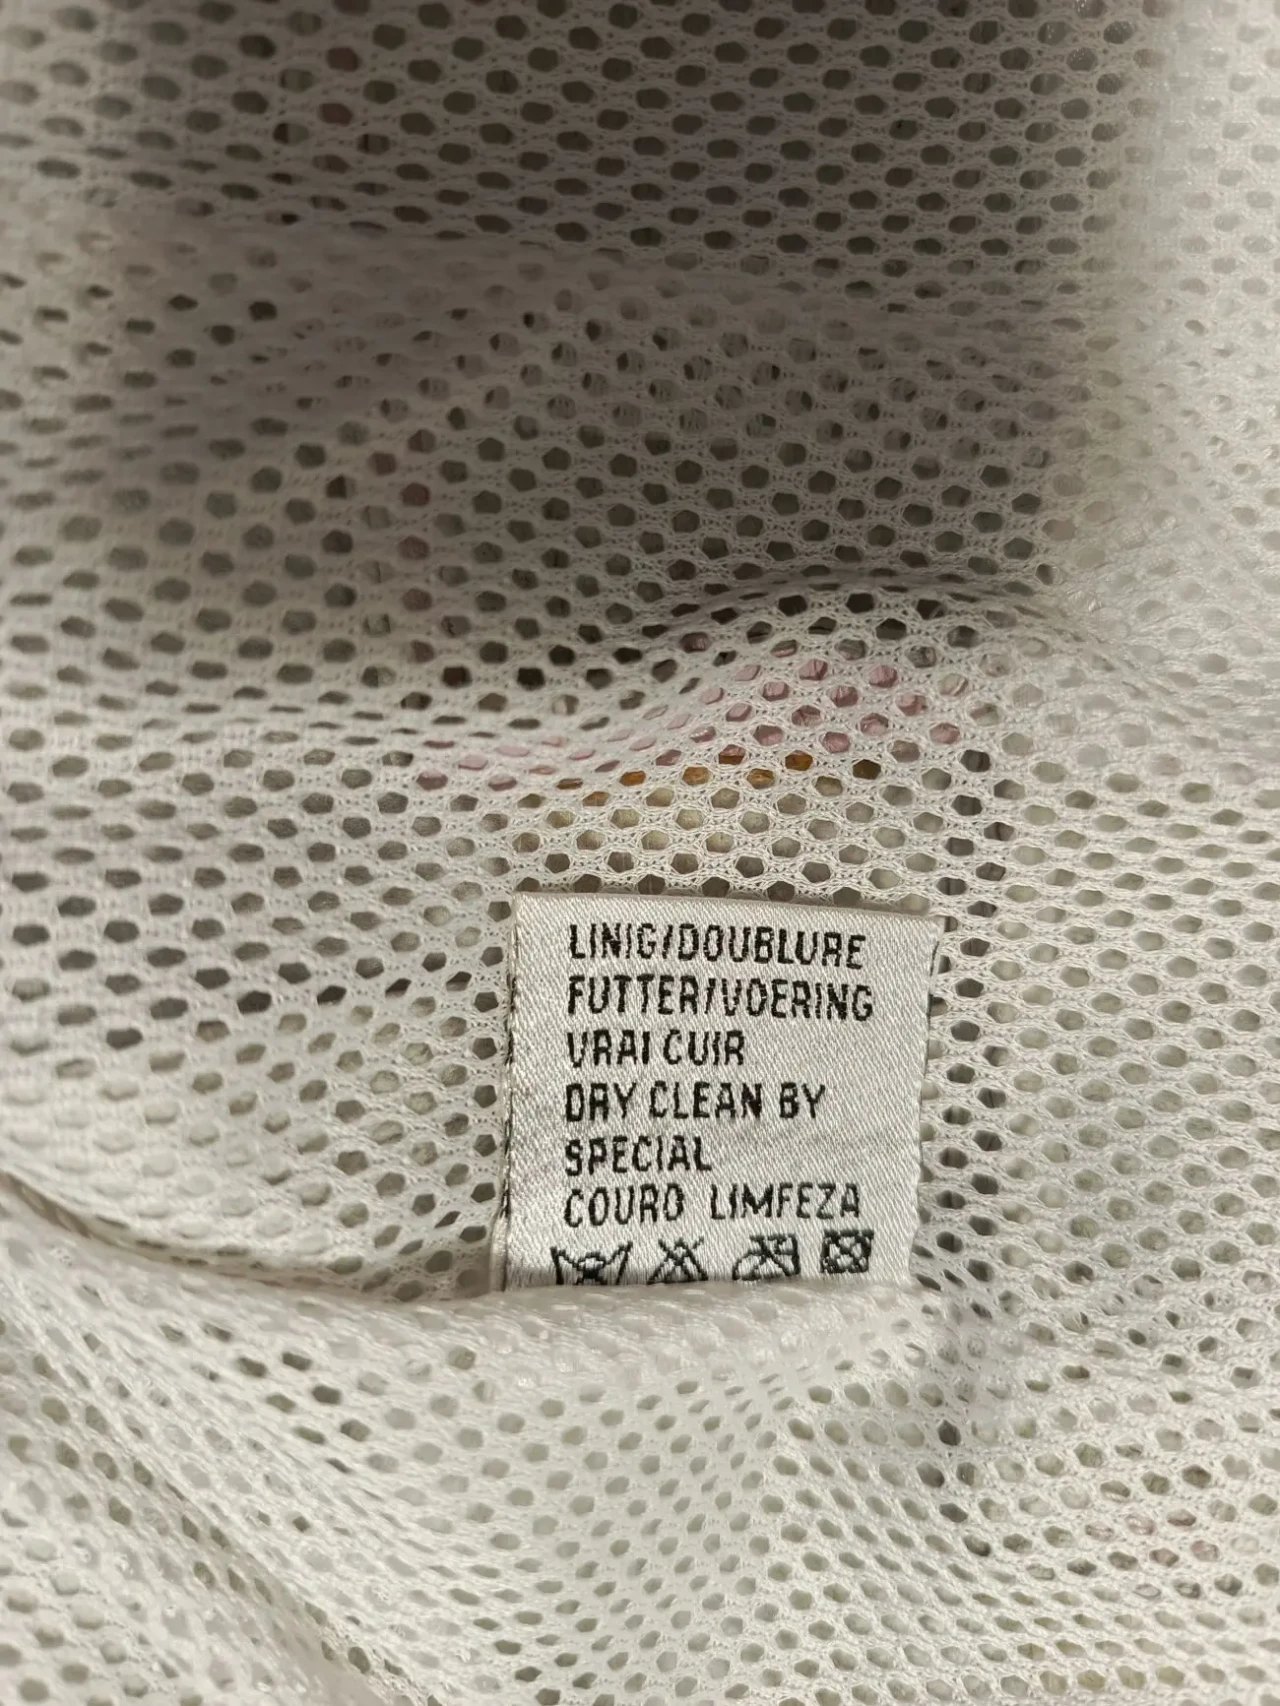 LINIG/DOUBLURE
FUTTER/VOERING
VRAI CUIR
DRY CLEAN BY
SPECIAL
COURO LIMFEZA